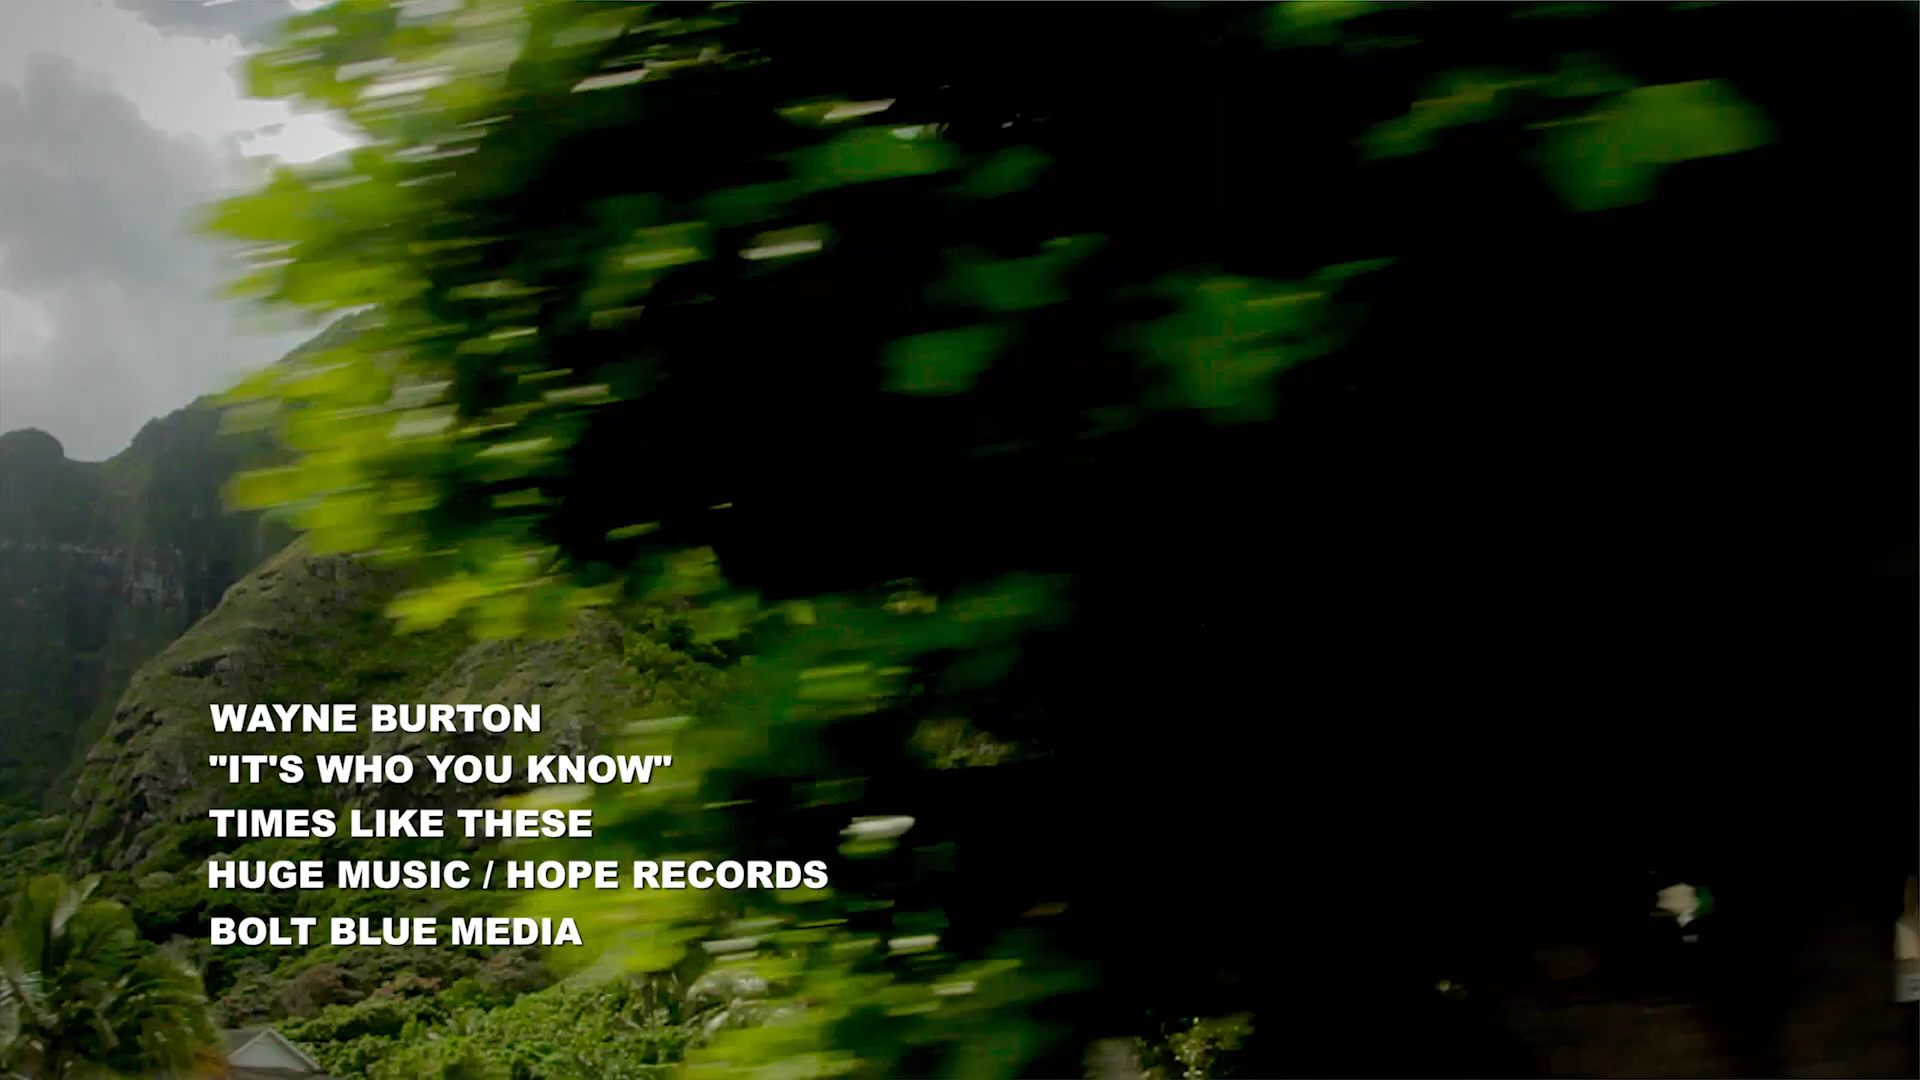 WAYNE BURTON
"IT'S WHO YOU KNOW"
TIMES LIKE THESE
HUGE MUSIC / HOPE RECORDS
BOLT BLUE MEDIA